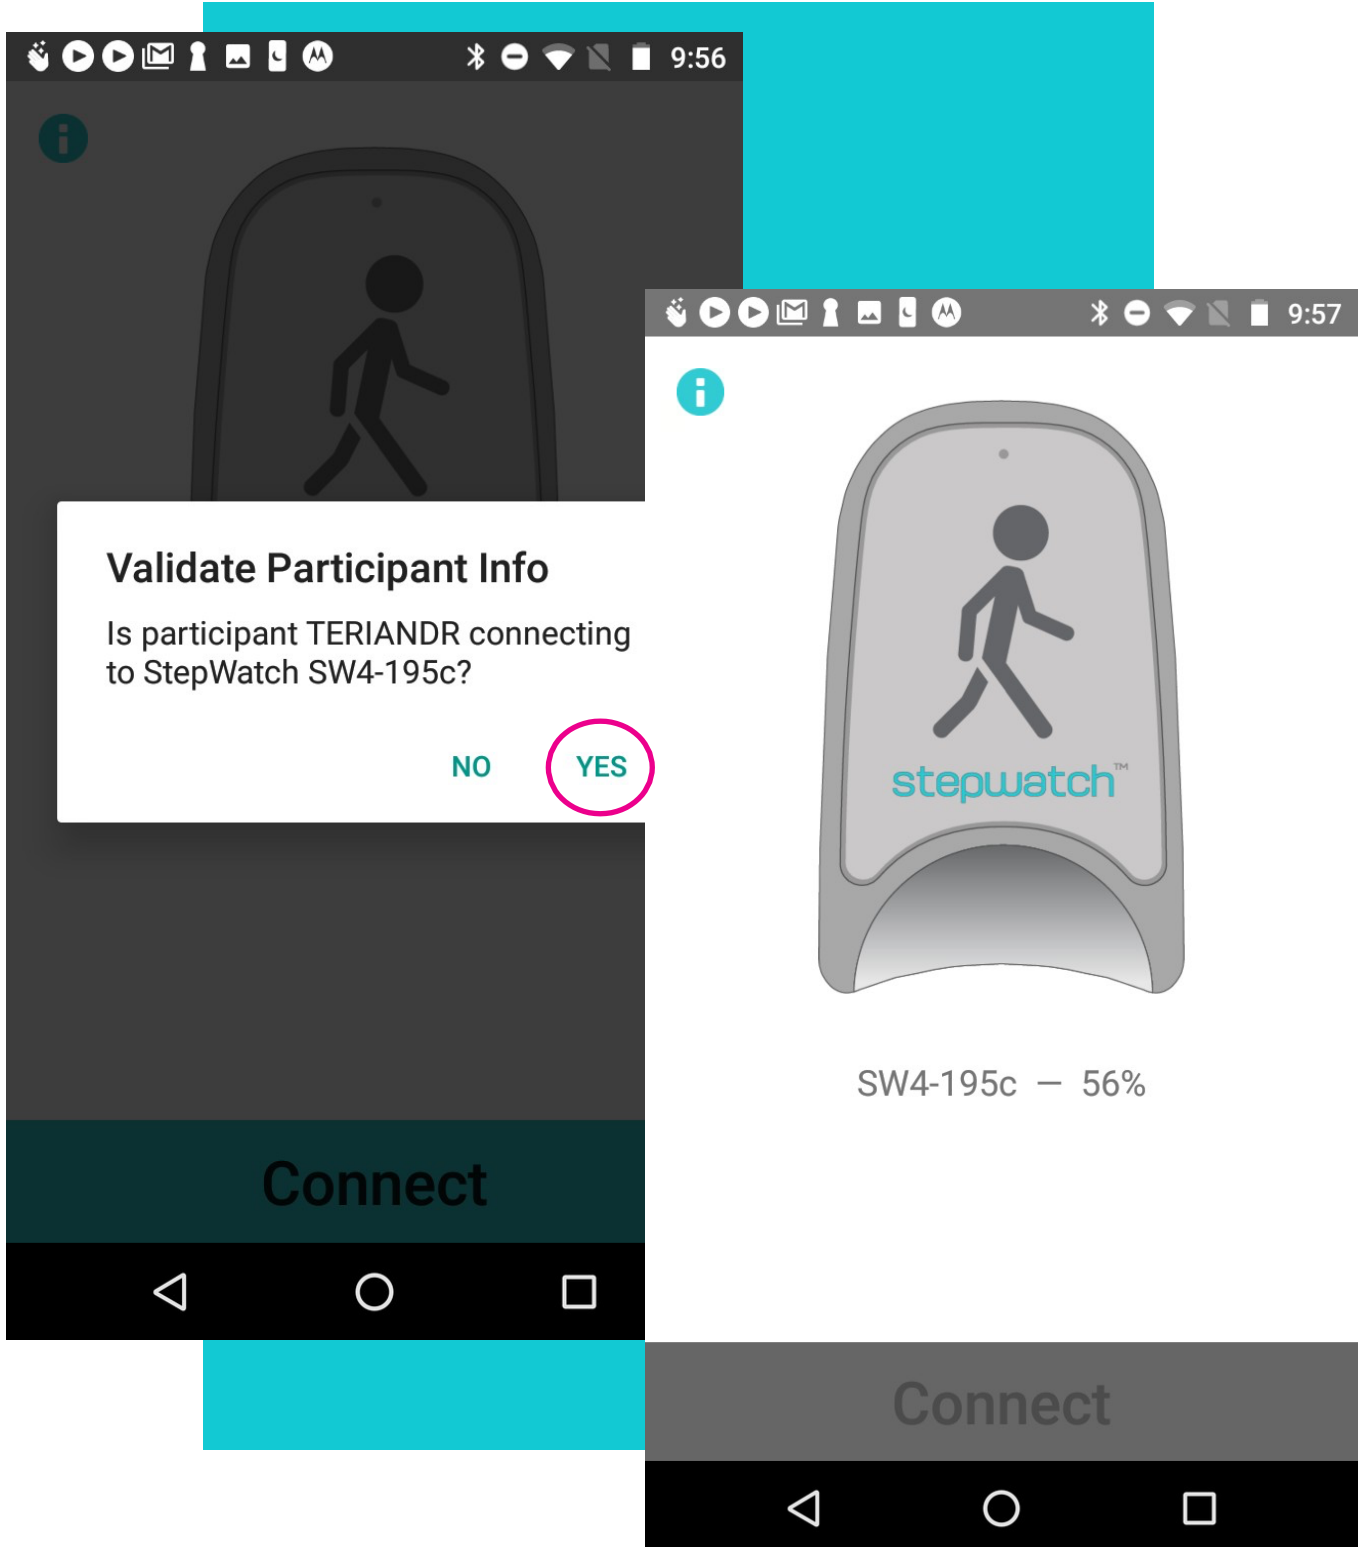 9:56
Validate Participant Info
Is participant TERIANDR connecting
to StepWatch SW4-195c?
NO YES
Connect
9:57
stepwatch™
SW4-195c — 56%
Connect